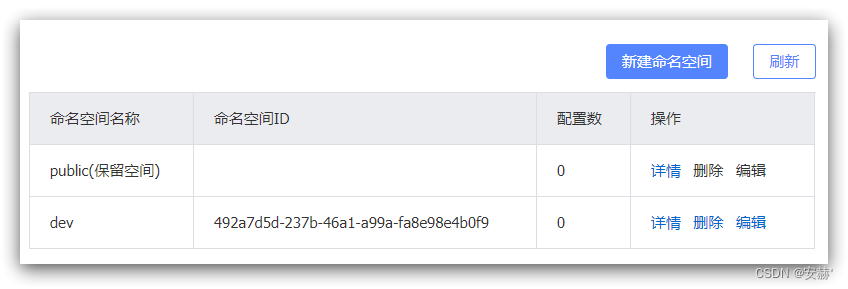 新建命名空间 刷新
命名空间名称 命名空间ID 配置数 操作
public(保留空间) 0 详情 删除 编辑
dev 492a7d5d-237b-46a1-a99a-fa8e98e4b0f9 0 详情 删除 编辑
CSDN @安赫'